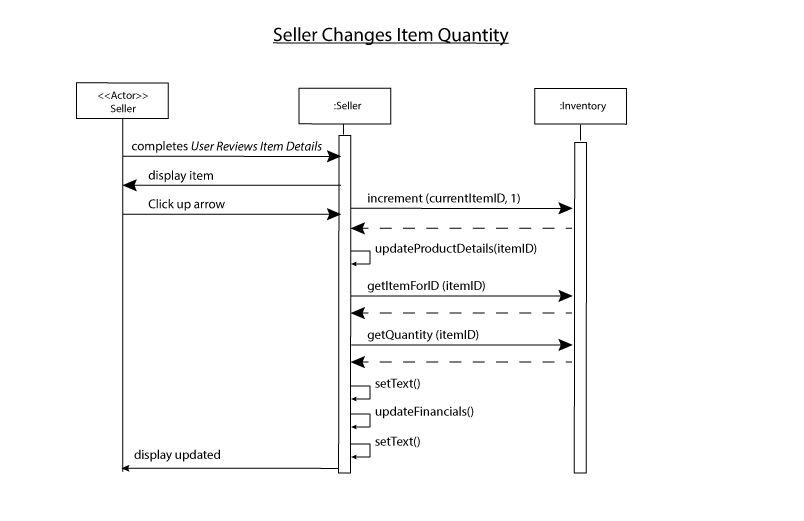 Seller Changes Item Quantity
<<Actor>>
Seller
:Seller
:Inventory
completes User Reviews Item Details
display item
increment (currentItemID, 1)
Click up arrow
updateProductDetails(itemID)
getItemForID (itemID)
getQuantity (itemID)
setText()
updateFinancials()
setText()
display updated